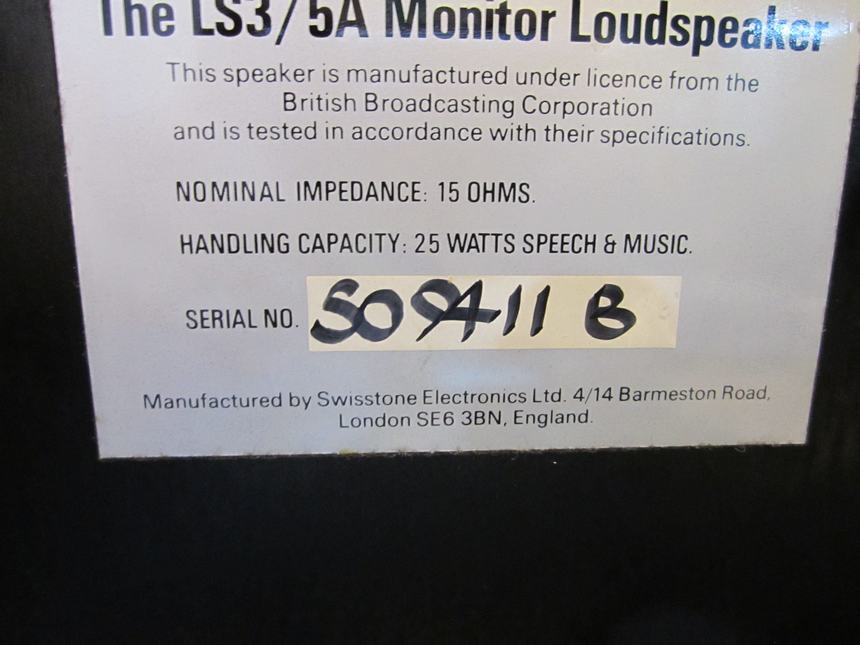 The LS3/5A Monitor Loudspeaker
This speaker is manufactured under licence from the
British Broadcasting Corporation
and is tested in accordance with their specifications.
NOMINAL IMPEDANCE: 15 OHMS.
HANDLING CAPACITY: 25 WATTS SPEECH & MUSIC.
SERIAL NO. S09411 B
Manufactured by Swisstone Electronics Ltd. 4/14 Barmeston Road,
London SE6 3BN, England.